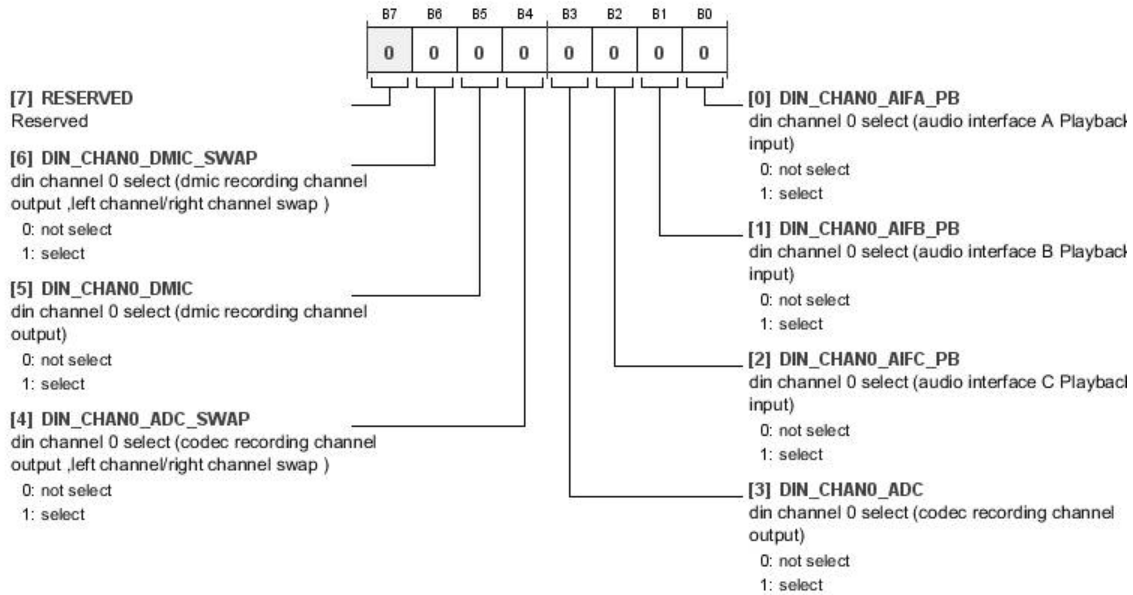 B7 B6 B5 B4 B3 B2 B1 B0
0 0 0 0 0 0 0 0
[7] RESERVED
Reserved
[6] DIN_CHAN0_DMIC_SWAP
din channel 0 select (dmic recording channel
output ,left channel/right channel swap )
0: not select
1: select
[5] DIN_CHAN0_DMIC
din channel 0 select (dmic recording channel
output)
0: not select
1: select
[4] DIN_CHAN0_ADC_SWAP
din channel 0 select (codec recording channel
output ,left channel/right channel swap )
0: not select
1: select
[0] DIN_CHAN0_AIFA_PB
din channel 0 select (audio interface A Playback
input)
0: not select
1: select
[1] DIN_CHAN0_AIFB_PB
din channel 0 select (audio interface B Playback
input)
0: not select
1: select
[2] DIN_CHAN0_AIFC_PB
din channel 0 select (audio interface C Playback
input)
0: not select
1: select
[3] DIN_CHAN0_ADC
din channel 0 select (codec recording channel
output)
0: not select
1: select